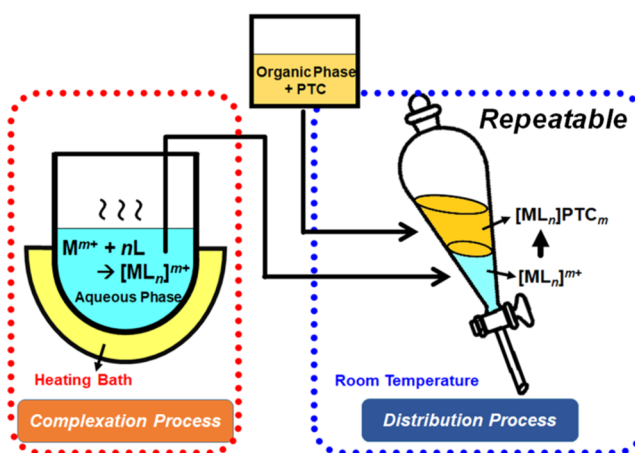 Organic Phase
+ PTC
Repeatable
M^{m+} + nL
→ [ML_n]^{m+}
Aqueous Phase
[ML_n]PTC_m
[ML_n]^{m+}
Heating Bath
Room Temperature
Complexation Process
Distribution Process